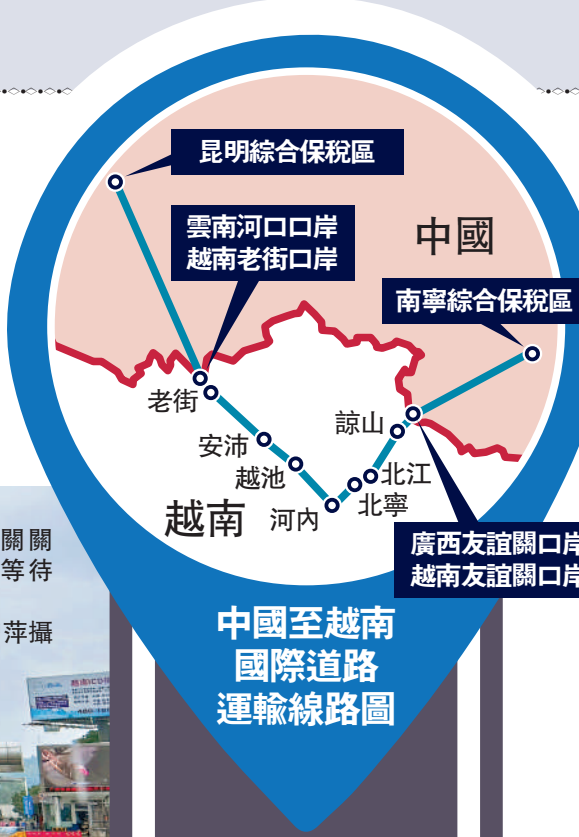 昆明綜合保稅區
雲南河口口岸
越南老街口岸
中國
南寧綜合保稅區
老街
諒山
安沛
越池
北江
北寧
越南
河內
廣西友誼關口岸
越南友誼關口岸
關關
等待
萍攝
中國至越南
國際道路
運輸線路圖